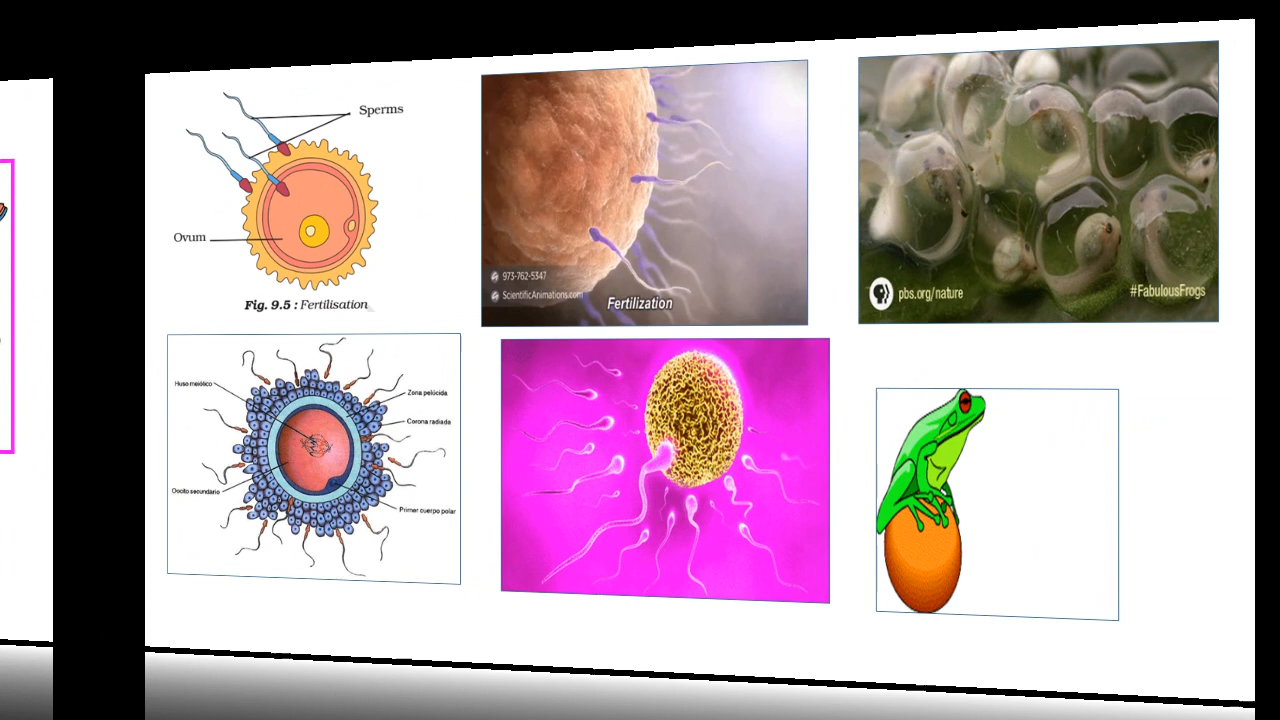 Sperms
Ovum
Fig. 9.5 : Fertilisation
973-762-5347
ScientificAnimations.com
Fertilization
pbs.org/nature
#FabulousFrogs
Huso meiótico
Zona pelúcida
Corona radiada
Oocito secundario
Primer cuerpo polar